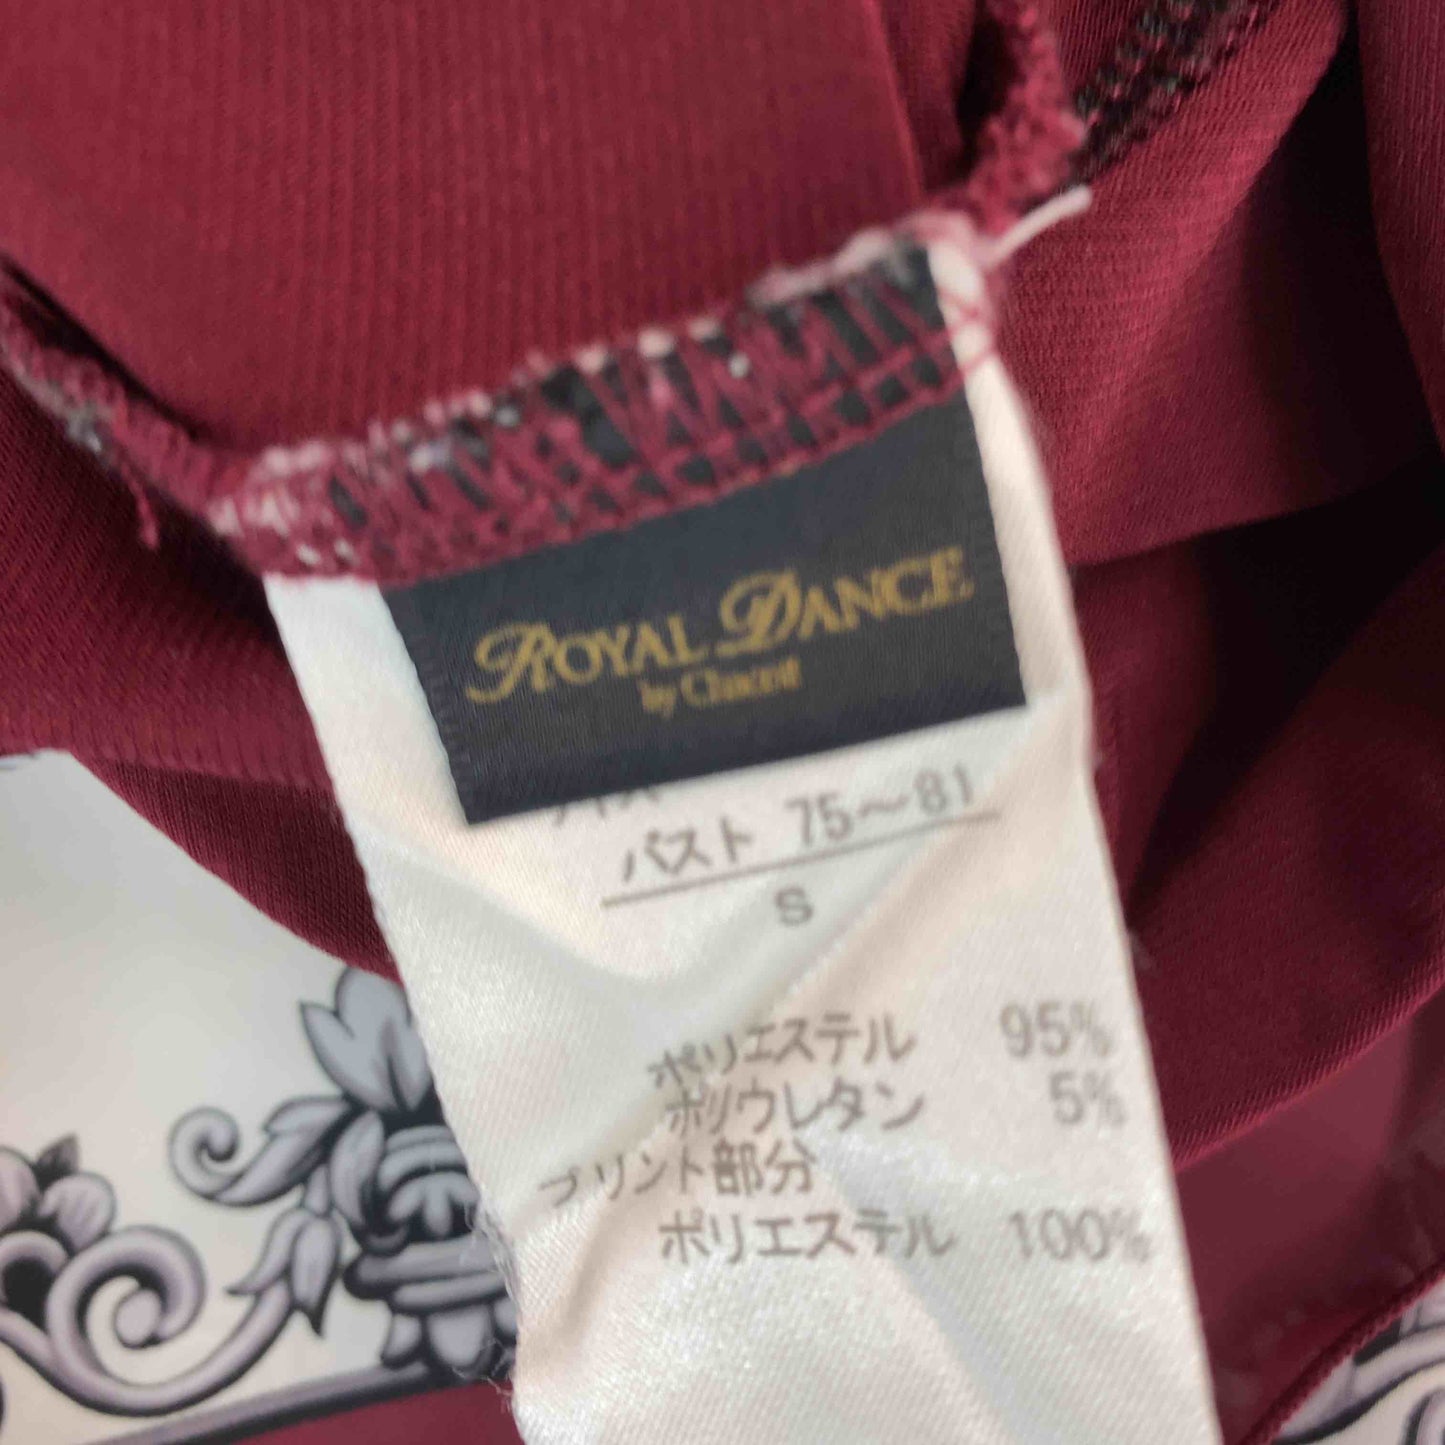 ROYAL DANCE
by Chacott
バスト 75〜81
S
ポリエステル 95%
ポリウレタン 5%
プリント部分
ポリエステル 100%